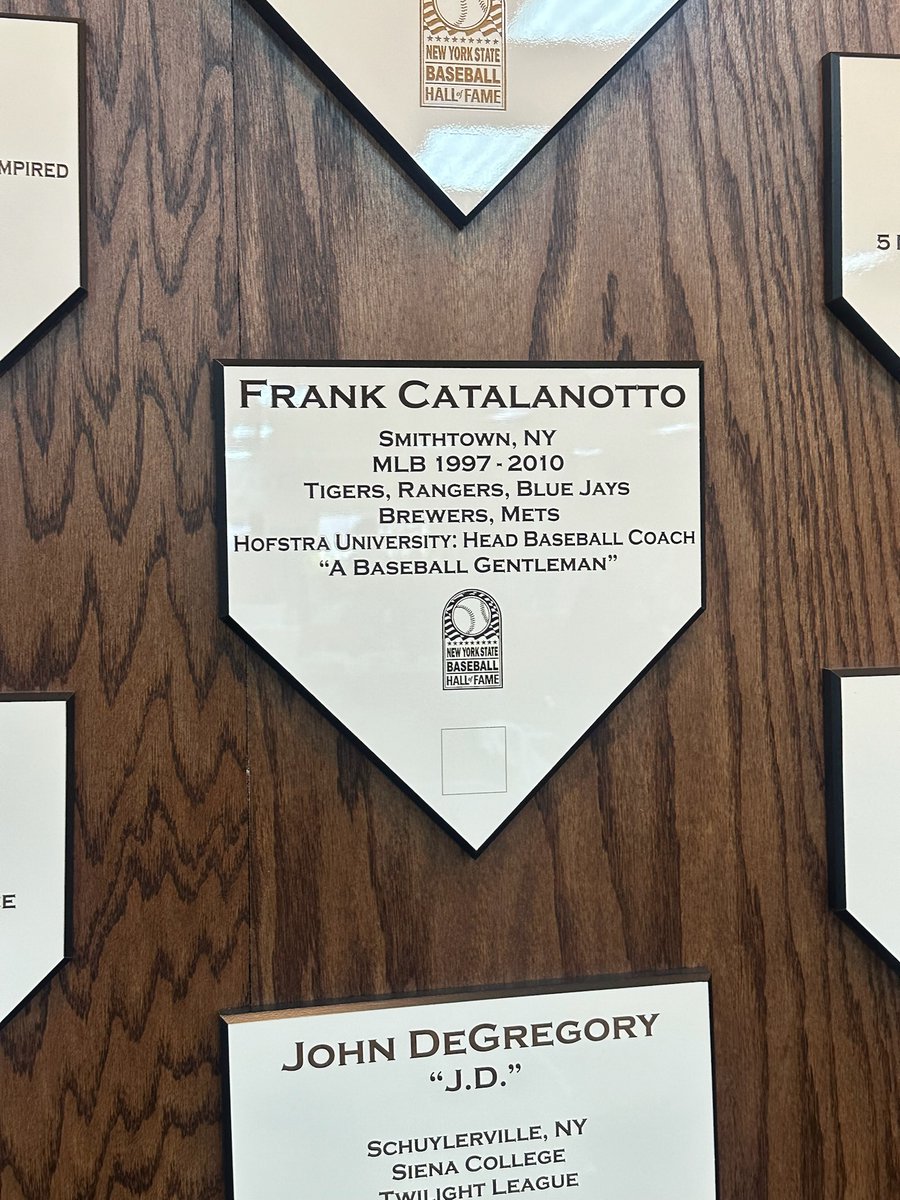 NEW YORK STATE
BASEBALL
HALL of FAME
MPIRED
5
FRANK CATALANOTTO
SMITHTOWN, NY
MLB 1997 - 2010
TIGERS, RANGERS, BLUE JAYS
BREWERS, METS
HOFSTRA UNIVERSITY: HEAD BASEBALL COACH
“A BASEBALL GENTLEMAN”
NEW YORK STATE
BASEBALL
HALL of FAME
CE
JOHN DEGREGORY
“J.D.”
SCHUYLERVILLE, NY
SIENA COLLEGE
TWILIGHT LEAGUE